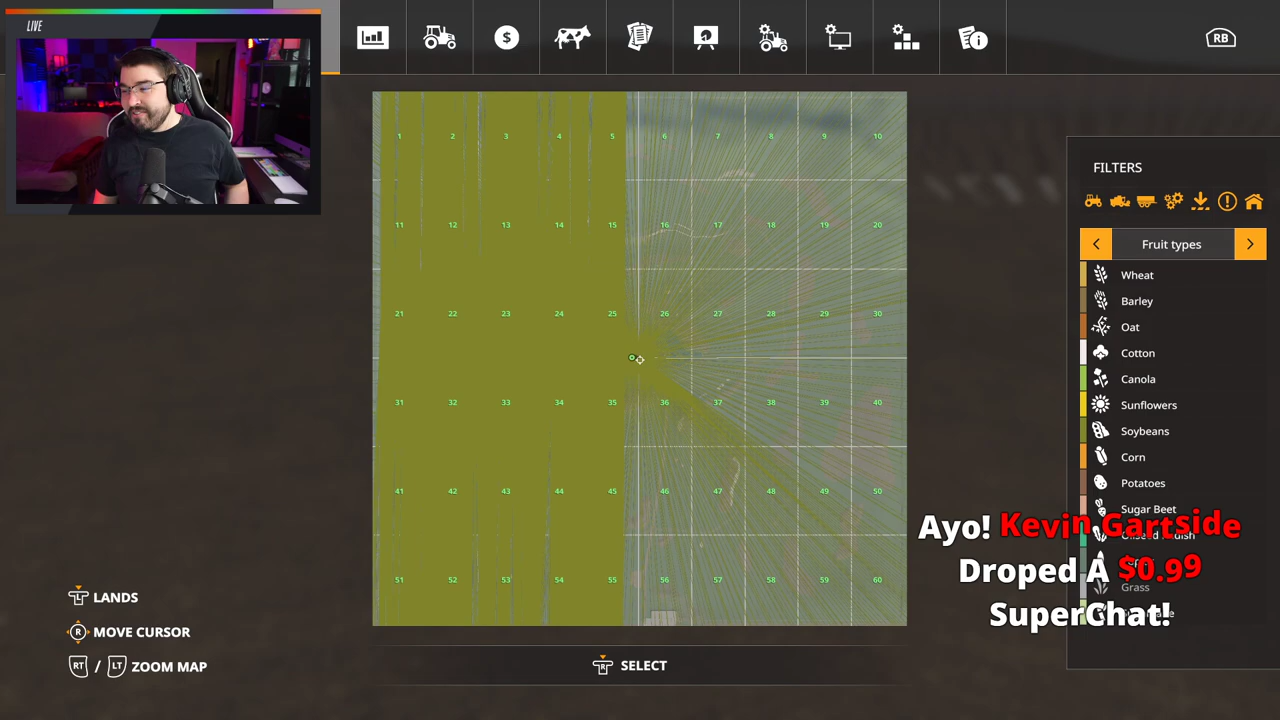 LIVE
$
RB
1 2 3 4 5 6 7 8 9 10
11 12 13 14 15 16 17 18 19 20
21 22 23 24 25 26 27 28 29 30
31 32 33 34 35 36 37 38 39 40
41 42 43 44 45 46 47 48 49 50
51 52 53 54 55 56 57 58 59 60
FILTERS
Fruit types
Wheat
Barley
Oat
Cotton
Canola
Sunflowers
Soybeans
Corn
Potatoes
Sugar Beet
Grass
Ayo! Kevin Gartside
Droped A $0.99
SuperChat!
L LANDS
R MOVE CURSOR
RT / LT ZOOM MAP
R SELECT